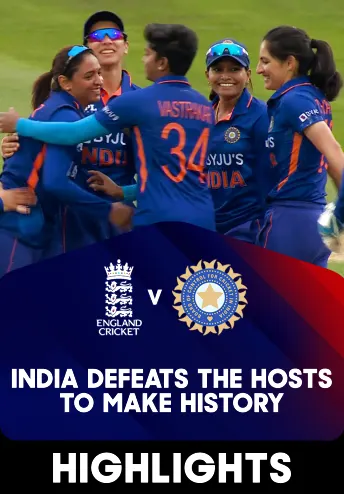 VASTRAKAR
34
BYJU'S
INDIA
BYJU'S
INDIA
ENGLAND
CRICKET
V
INDIA DEFEATS THE HOSTS
TO MAKE HISTORY
HIGHLIGHTS